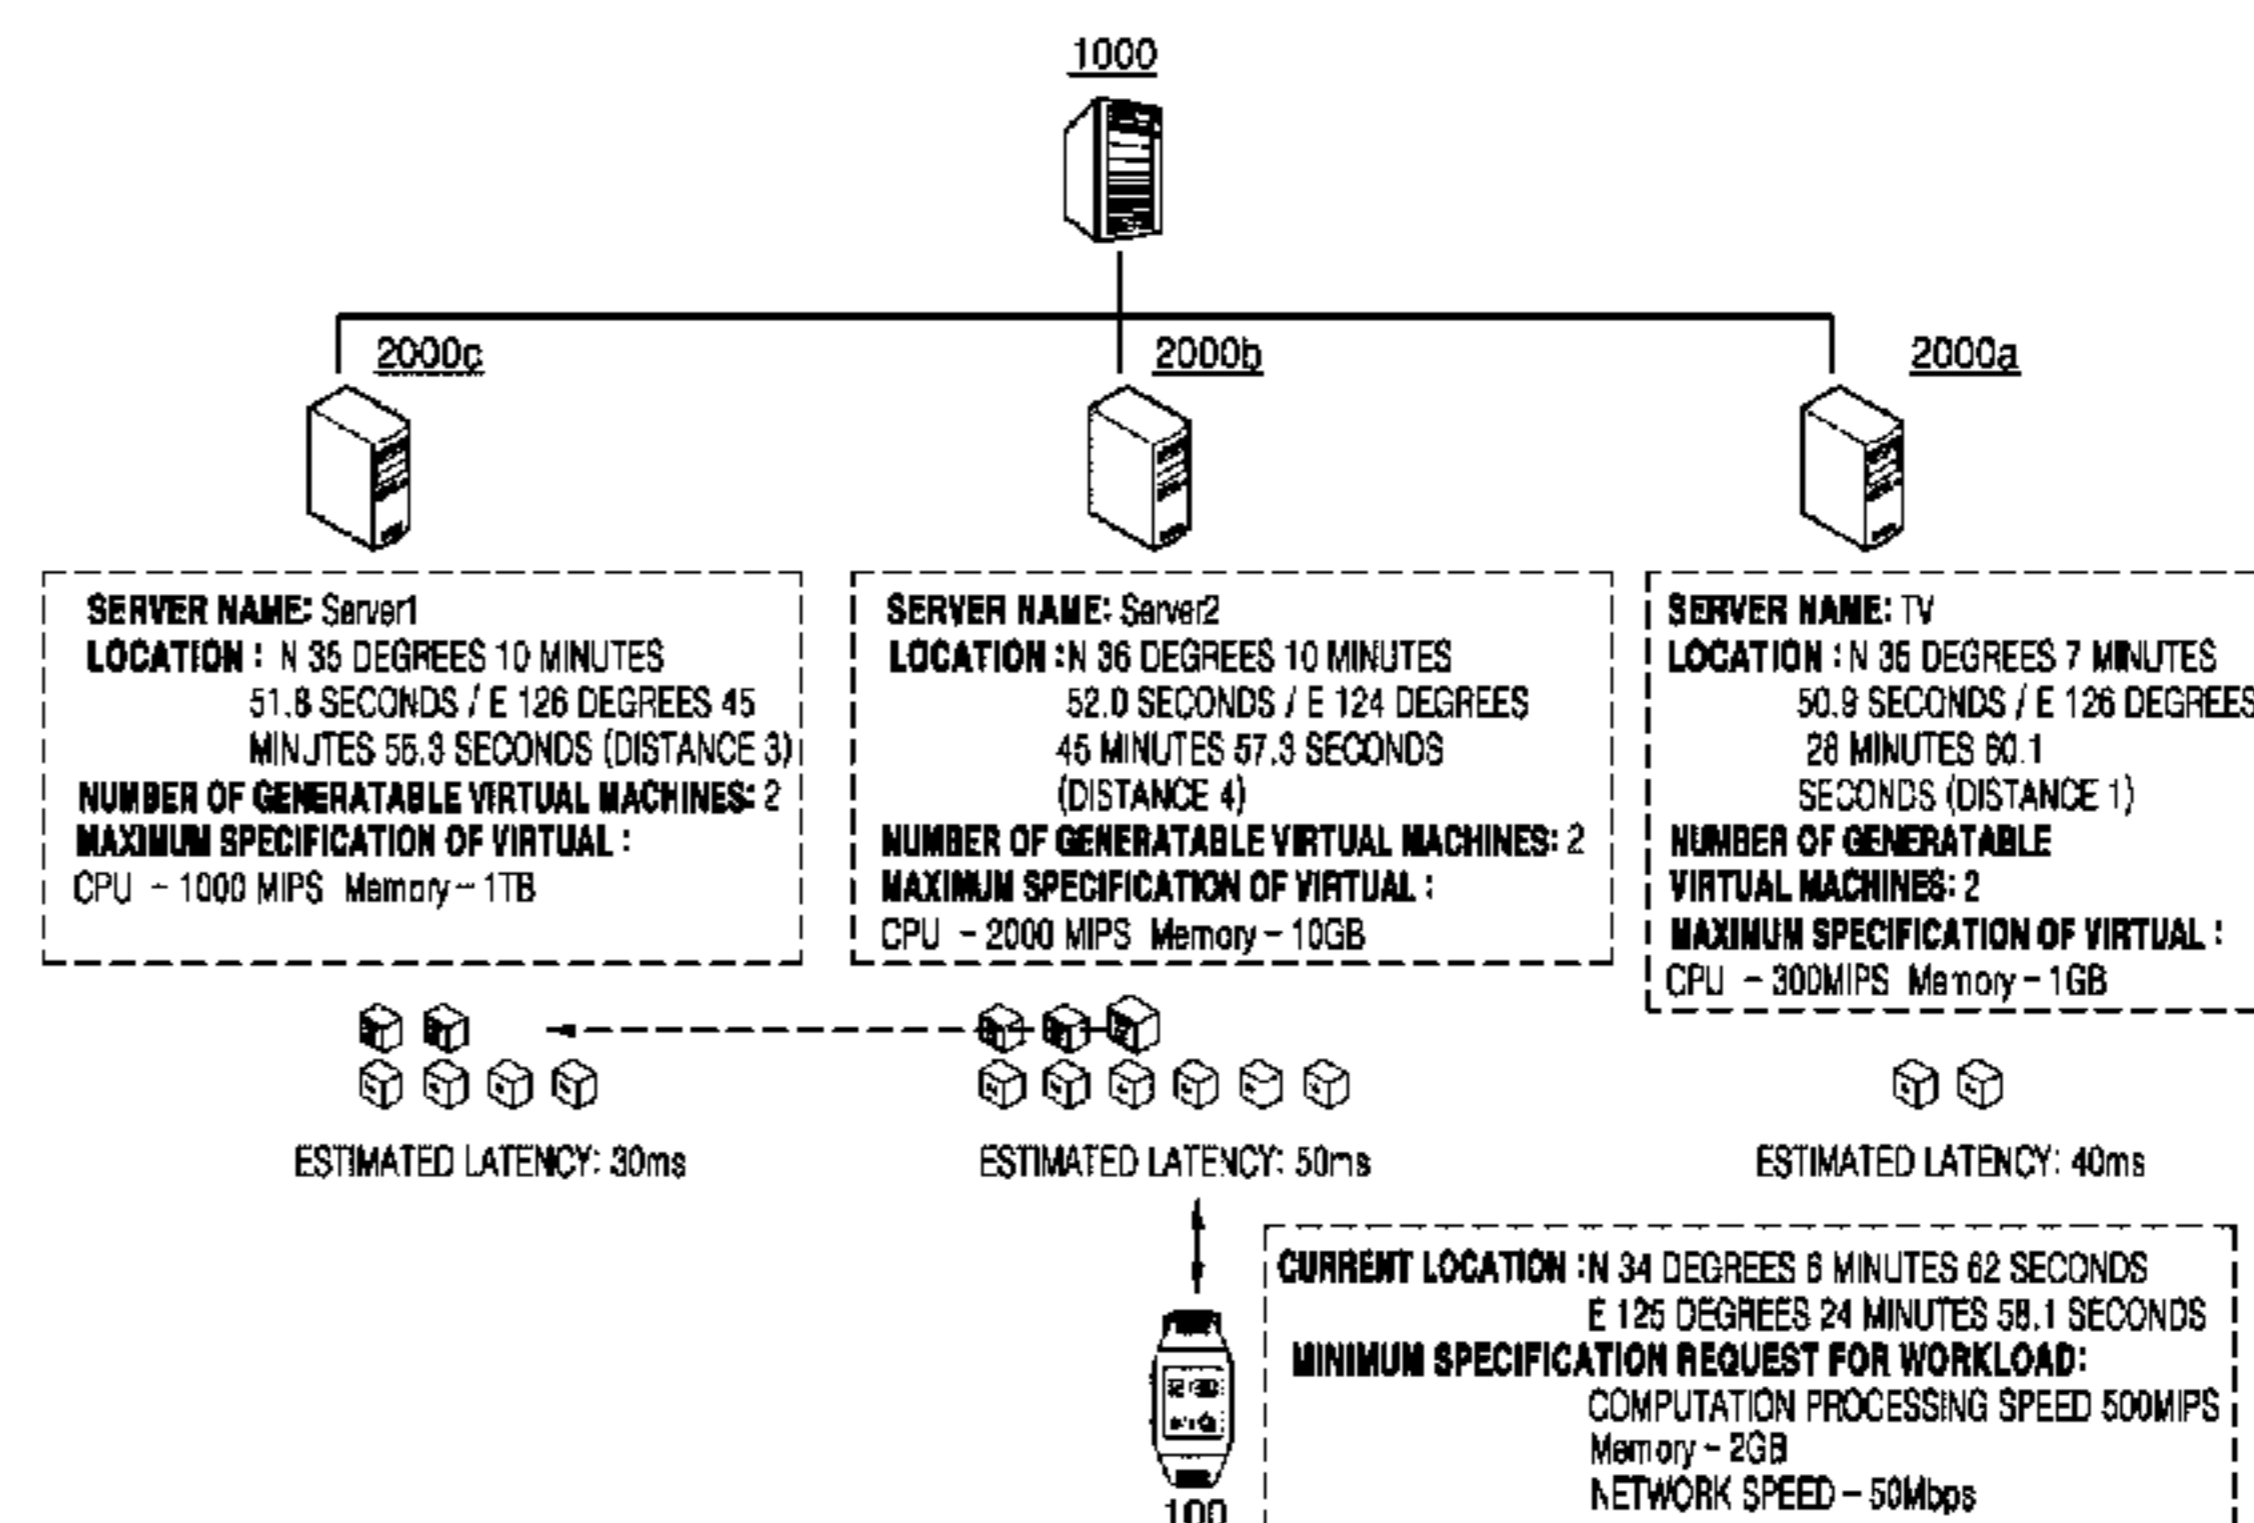 1000
2000c
2000b
2000a
SERVER NAME: Server1
LOCATION : N 35 DEGREES 10 MINUTES
51.8 SECONDS / E 126 DEGREES 45
MINUTES 56.3 SECONDS (DISTANCE 3)
NUMBER OF GENERATABLE VIRTUAL MACHINES: 2
MAXIMUM SPECIFICATION OF VIRTUAL :
CPU - 1000 MIPS Memory - 1TB
SERVER NAME: Server2
LOCATION : N 36 DEGREES 10 MINUTES
52.0 SECONDS / E 124 DEGREES
45 MINUTES 57.3 SECONDS
(DISTANCE 4)
NUMBER OF GENERATABLE VIRTUAL MACHINES: 2
MAXIMUM SPECIFICATION OF VIRTUAL :
CPU - 2000 MIPS Memory - 10GB
SERVER NAME: TV
LOCATION : N 35 DEGREES 7 MINUTES
50.9 SECONDS / E 126 DEGREES
28 MINUTES 60.1
SECONDS (DISTANCE 1)
NUMBER OF GENERATABLE
VIRTUAL MACHINES: 2
MAXIMUM SPECIFICATION OF VIRTUAL :
CPU - 300MIPS Memory - 1GB
ESTIMATED LATENCY: 30ms
ESTIMATED LATENCY: 50ms
ESTIMATED LATENCY: 40ms
CURRENT LOCATION : N 34 DEGREES 6 MINUTES 62 SECONDS
E 125 DEGREES 24 MINUTES 58.1 SECONDS
MINIMUM SPECIFICATION REQUEST FOR WORKLOAD:
COMPUTATION PROCESSING SPEED 500MIPS
Memory - 2GB
NETWORK SPEED - 50Mbps
100